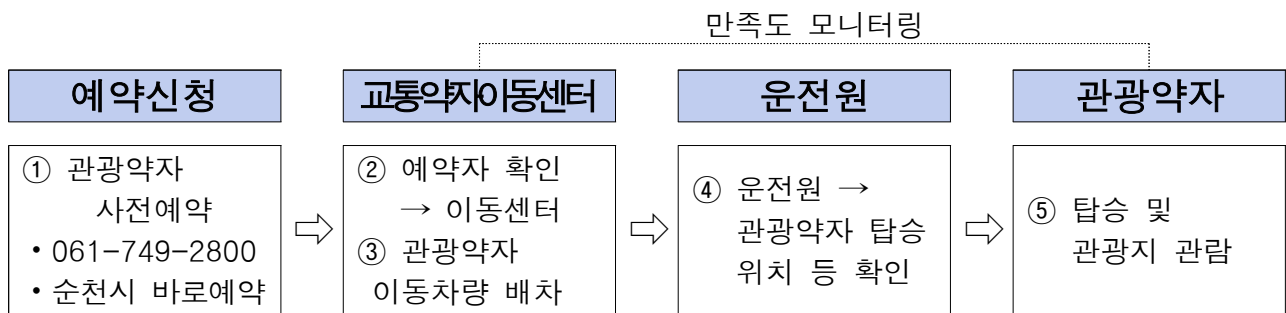 만족도 모니터링
예약신청
① 관광약자
사전예약
• 061-749-2800
• 순천시 바로예약
교통약자이동센터
② 예약자 확인
→ 이동센터
③ 관광약자
이동차량 배차
운전원
④ 운전원 →
관광약자 탑승
위치 등 확인
관광약자
⑤ 탑승 및
관광지 관람